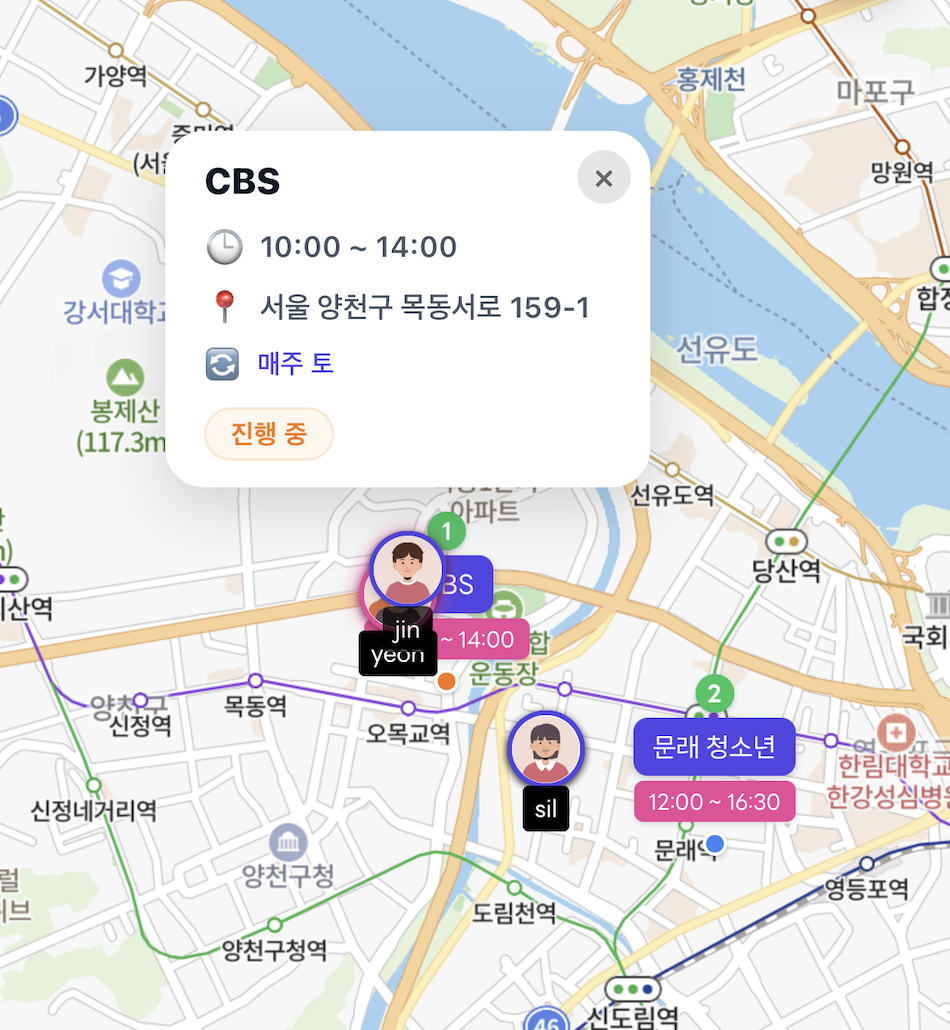 가양역
홍제천
마포구
망원역
CBS
10:00 ~ 14:00
서울 양천구 목동서로 159-1
매주 토
진행 중
강서대학교
봉제산
(117.3m
선유도
합정
선유도역
아파트
1
당산역
BS
~ 14:00
jin
yeon
합
운동장
국회
산역
양천구
신정역
목동역
오목교역
2
문래 청소년
12:00 ~ 16:30
sil
한림대학교
한강성심병원
신정네거리역
문래역
양천구청
영등포역
도림천역
양천구청역
46
신도림역